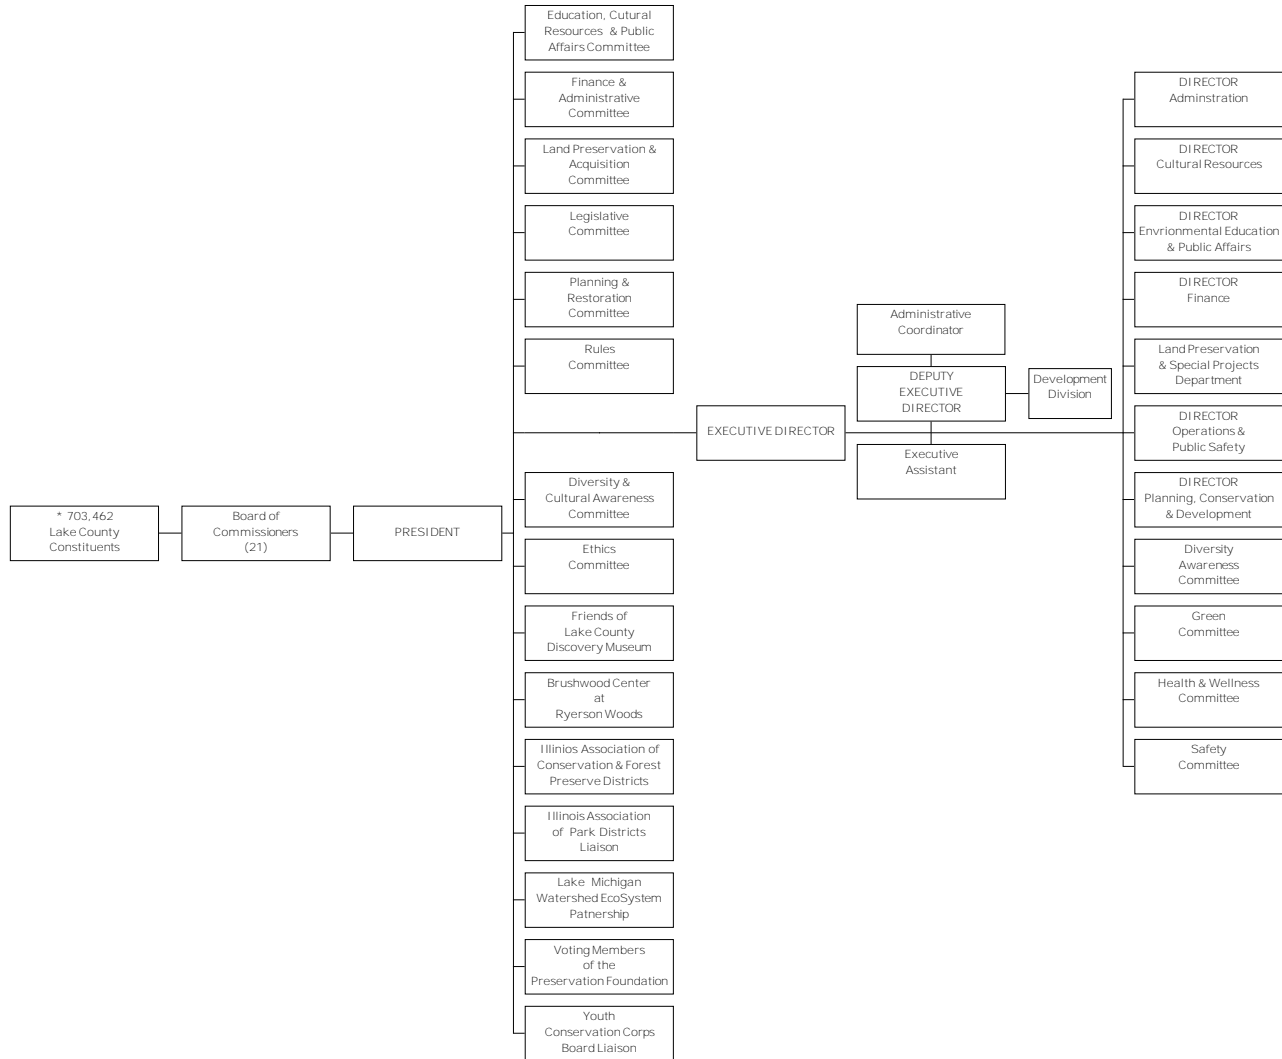 * 703,462
Lake County
Constituents
Board of
Commissioners
(21)
PRESIDENT
Education, Cutural
Resources & Public
Affairs Committee
Finance &
Administrative
Committee
Land Preservation &
Acquisition
Committee
Legislative
Committee
Planning &
Restoration
Committee
Rules
Committee
Diversity &
Cultural Awareness
Committee
Ethics
Committee
Friends of
Lake County
Discovery Museum
Brushwood Center
at
Ryerson Woods
Illinios Association of
Conservation & Forest
Preserve Districts
Illinois Association
of Park Districts
Liaison
Lake Michigan
Watershed EcoSystem
Patnership
Voting Members
of the
Preservation Foundation
Youth
Conservation Corps
Board Liaison
EXECUTIVE DIRECTOR
Administrative
Coordinator
DEPUTY
EXECUTIVE
DIRECTOR
Development
Division
Executive
Assistant
DIRECTOR
Adminstration
DIRECTOR
Cultural Resources
DIRECTOR
Envrionmental Education
& Public Affairs
DIRECTOR
Finance
Land Preservation
& Special Projects
Department
DIRECTOR
Operations &
Public Safety
DIRECTOR
Planning, Conservation
& Development
Diversity
Awareness
Committee
Green
Committee
Health & Wellness
Committee
Safety
Committee